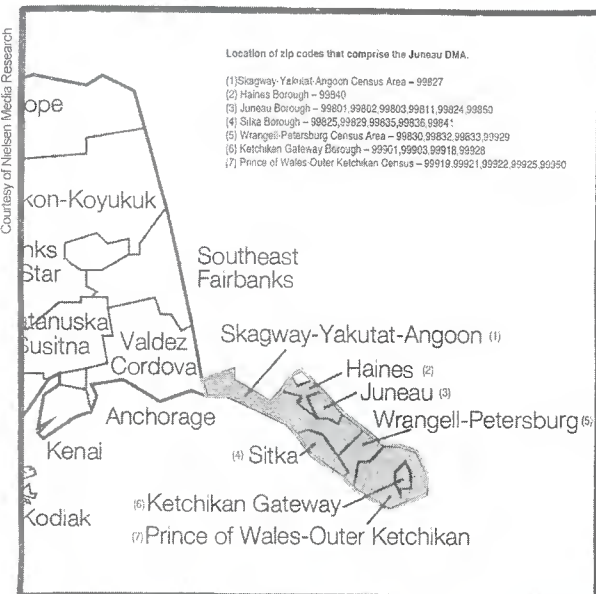 Courtesy of Nielsen Media Research
Location of zip codes that comprise the Juneau DMA.
(1)Skagway-Yakutat-Angoon Census Area – 99827
(2) Haines Borough – 99840
(3) Juneau Borough – 99801,99802,99803,99811,99824,99850
(4) Sitka Borough – 99825,99829,99835,99836,9984
(5) Wrangell-Petersburg Census Area – 99830,99832,99833,99929
(6) Ketchikan Gateway Borough – 99901,99903,99918,99928
(7) Prince of Wales-Outer Ketchikan Census – 99919,99921,99922,99925,99950
ope
kon-Koyukuk
nks
Star
Southeast
Fairbanks
atanuska
Susitna
Valdez
Cordova
Skagway-Yakutat-Angoon (1)
Haines (2)
Juneau (3)
Anchorage
Wrangell-Petersburg (5)
Kenai
(4) Sitka
(6) Ketchikan Gateway
Kodiak
(7) Prince of Wales-Outer Ketchikan